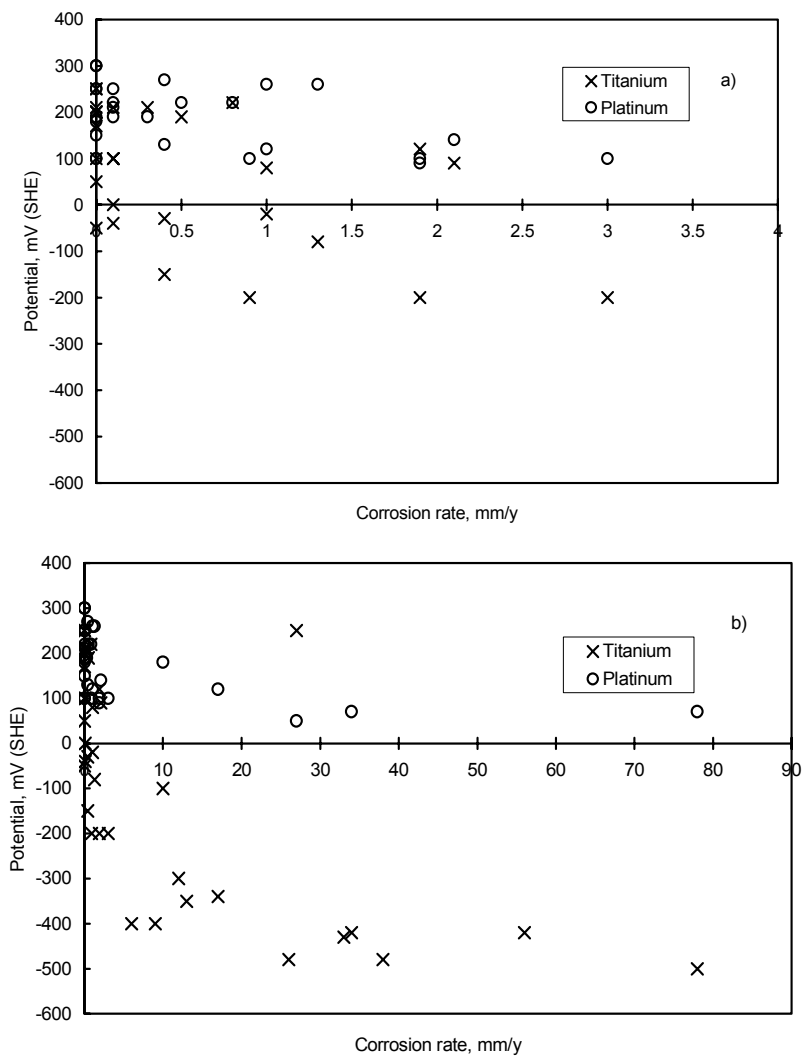 400
300
200
100
0
-100
-200
-300
-400
-500
-600
0.5 1 1.5 2 2.5 3 3.5 4
Potential, mV (SHE)
Titanium
Platinum
a)
Corrosion rate, mm/y
400
300
200
100
0
-100
-200
-300
-400
-500
-600
10 20 30 40 50 60 70 80 90
Potential, mV (SHE)
Titanium
Platinum
b)
Corrosion rate, mm/y